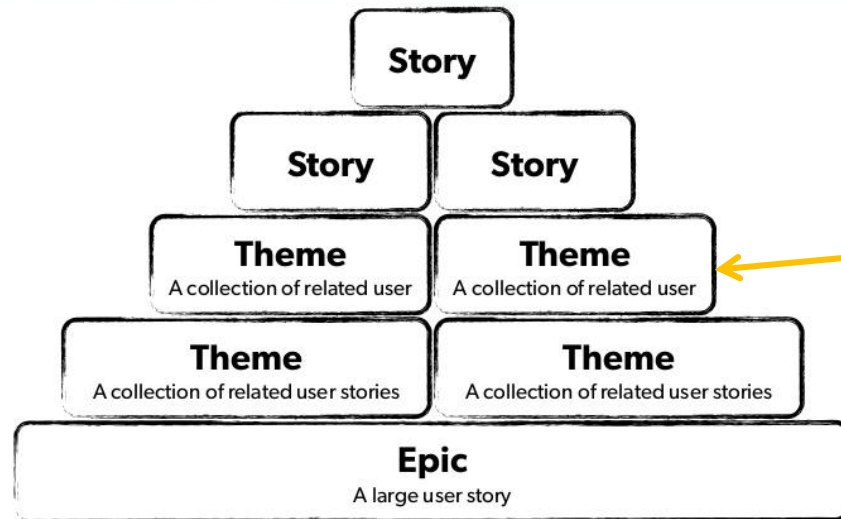 Story
Story Story
Theme Theme
A collection of related user A collection of related user
Theme Theme
A collection of related user stories A collection of related user stories
Epic
A large user story